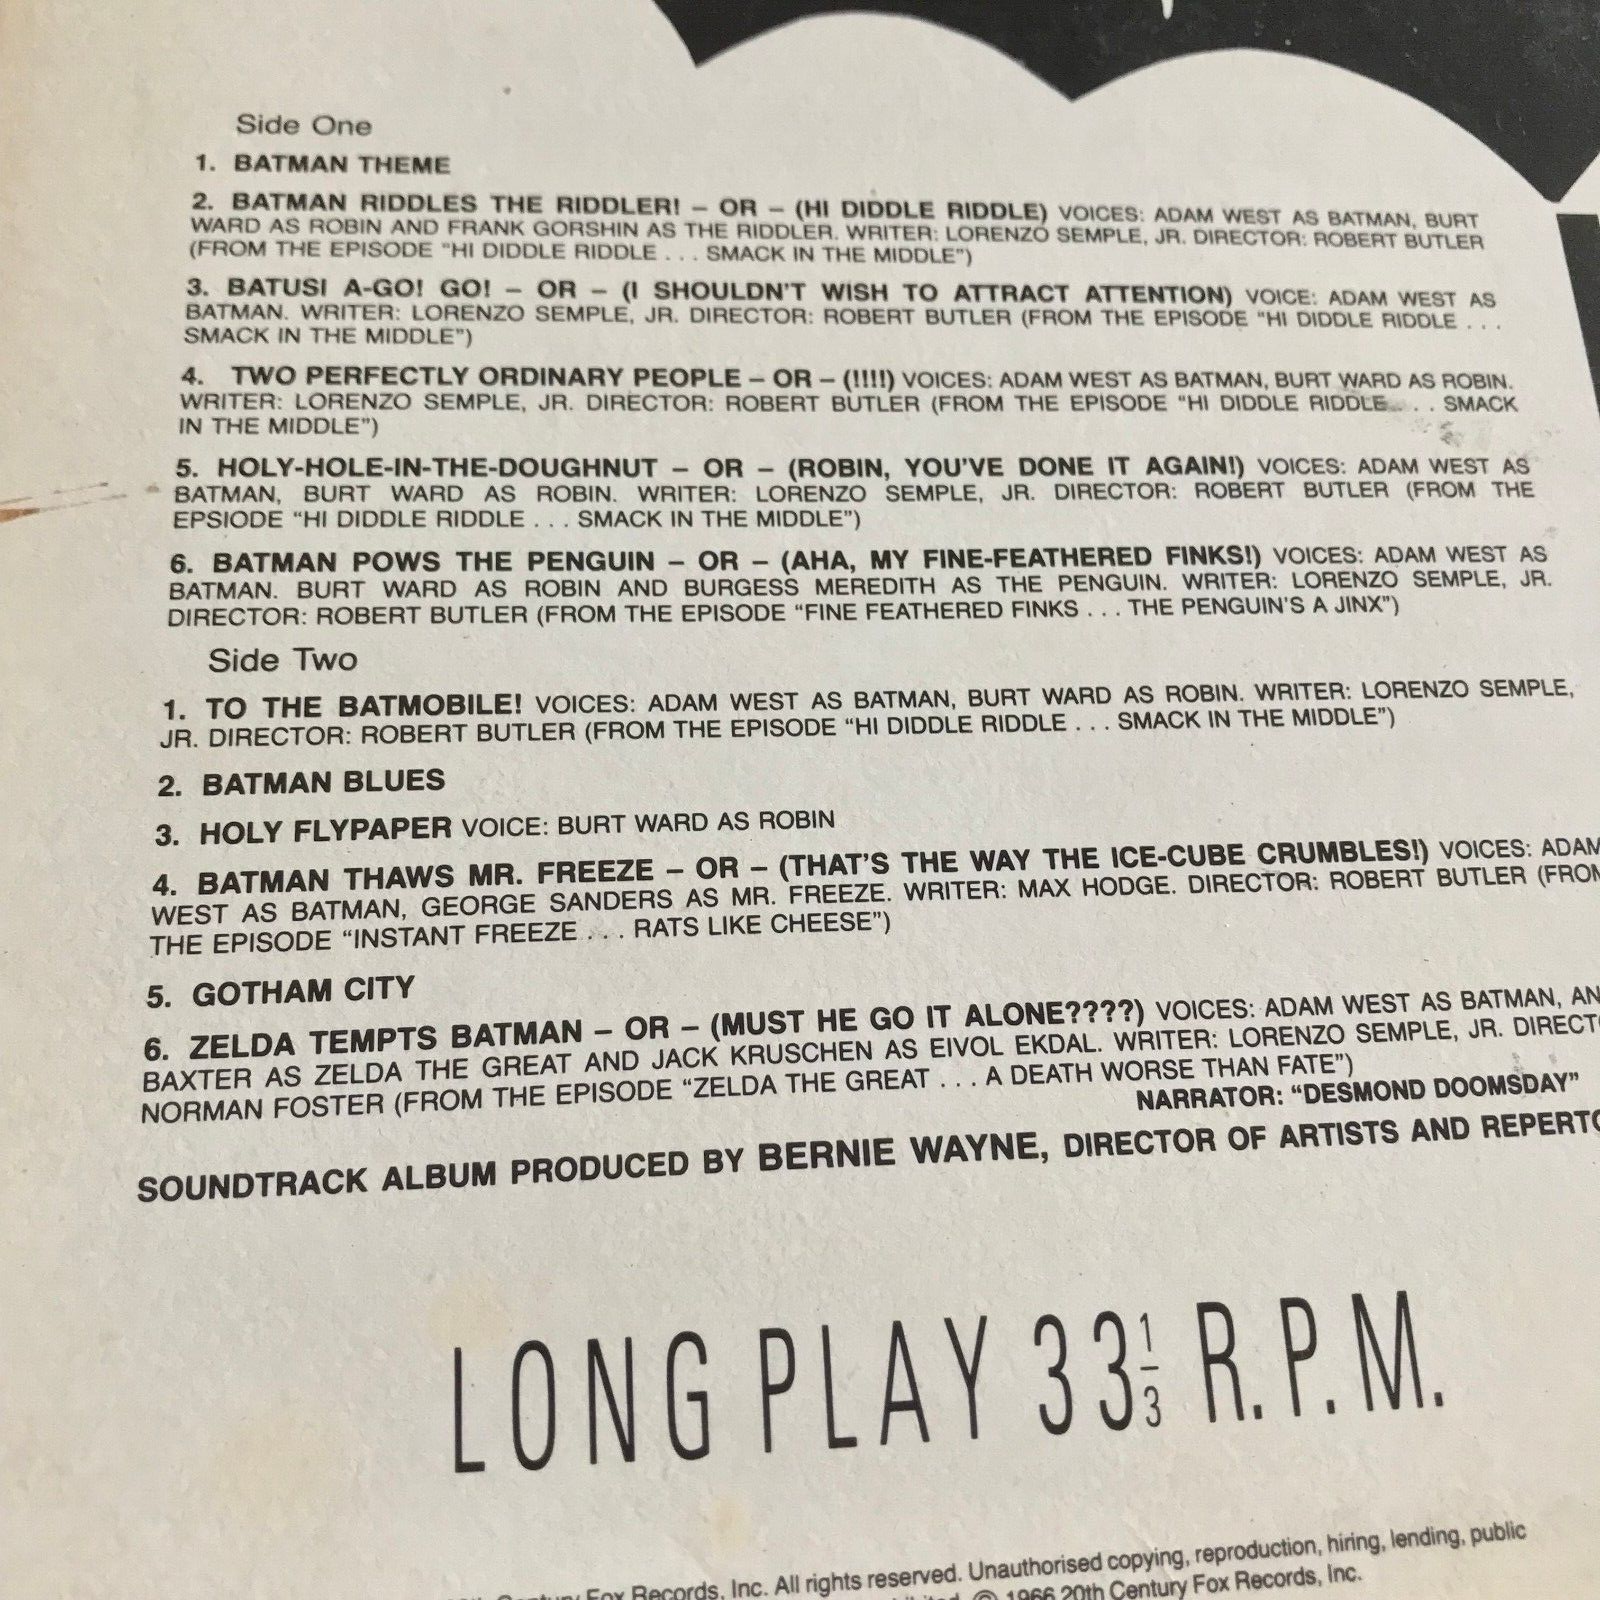 Side One
1. BATMAN THEME
2. BATMAN RIDDLES THE RIDDLER! – OR – (HI DIDDLE RIDDLE) VOICES: ADAM WEST AS BATMAN, BURT
WARD AS ROBIN AND FRANK GORSHIN AS THE RIDDLER. WRITER: LORENZO SEMPLE, JR. DIRECTOR: ROBERT BUTLER
(FROM THE EPISODE “HI DIDDLE RIDDLE . . . SMACK IN THE MIDDLE”)
3. BATUSI A-GO! GO! – OR – (I SHOULDN'T WISH TO ATTRACT ATTENTION) VOICE: ADAM WEST AS
BATMAN. WRITER: LORENZO SEMPLE, JR. DIRECTOR: ROBERT BUTLER (FROM THE EPISODE “HI DIDDLE RIDDLE . . .
SMACK IN THE MIDDLE”)
4. TWO PERFECTLY ORDINARY PEOPLE – OR – (!!!!) VOICES: ADAM WEST AS BATMAN, BURT WARD AS ROBIN.
WRITER: LORENZO SEMPLE, JR. DIRECTOR: ROBERT BUTLER (FROM THE EPISODE “HI DIDDLE RIDDLE . . . SMACK
IN THE MIDDLE”)
5. HOLY-HOLE-IN-THE-DOUGHNUT – OR – (ROBIN, YOU'VE DONE IT AGAIN!) VOICES: ADAM WEST AS
BATMAN, BURT WARD AS ROBIN. WRITER: LORENZO SEMPLE, JR. DIRECTOR: ROBERT BUTLER (FROM THE
EPSIODE “HI DIDDLE RIDDLE . . . SMACK IN THE MIDDLE”)
6. BATMAN POWS THE PENGUIN – OR – (AHA, MY FINE-FEATHERED FINKS!) VOICES: ADAM WEST AS
BATMAN. BURT WARD AS ROBIN AND BURGESS MEREDITH AS THE PENGUIN. WRITER: LORENZO SEMPLE, JR.
DIRECTOR: ROBERT BUTLER (FROM THE EPISODE “FINE FEATHERED FINKS . . . THE PENGUIN'S A JINX”)
Side Two
1. TO THE BATMOBILE! VOICES: ADAM WEST AS BATMAN, BURT WARD AS ROBIN. WRITER: LORENZO SEMPLE,
JR. DIRECTOR: ROBERT BUTLER (FROM THE EPISODE “HI DIDDLE RIDDLE . . . SMACK IN THE MIDDLE”)
2. BATMAN BLUES
3. HOLY FLYPAPER VOICE: BURT WARD AS ROBIN
4. BATMAN THAWS MR. FREEZE – OR – (THAT'S THE WAY THE ICE-CUBE CRUMBLES!) VOICES: ADAM
WEST AS BATMAN, GEORGE SANDERS AS MR. FREEZE. WRITER: MAX HODGE. DIRECTOR: ROBERT BUTLER (FROM
THE EPISODE “INSTANT FREEZE . . . RATS LIKE CHEESE”)
5. GOTHAM CITY
6. ZELDA TEMPTS BATMAN – OR – (MUST HE GO IT ALONE????) VOICES: ADAM WEST AS BATMAN,
BAXTER AS ZELDA THE GREAT AND JACK KRUSCHEN AS EIVOL EKDAL. WRITER: LORENZO SEMPLE, JR.
NORMAN FOSTER (FROM THE EPISODE “ZELDA THE GREAT . . . A DEATH WORSE THAN FATE”)
NARRATOR: “DESMOND DOOMSDAY”
SOUNDTRACK ALBUM PRODUCED BY BERNIE WAYNE, DIRECTOR OF ARTISTS AND
LONG PLAY 33⅓ R.P.M.
Century Fox Records, Inc. All rights reserved. Unauthorised copying, reproduction, hiring, lending, public
© 1966 20th Century Fox Records, Inc.